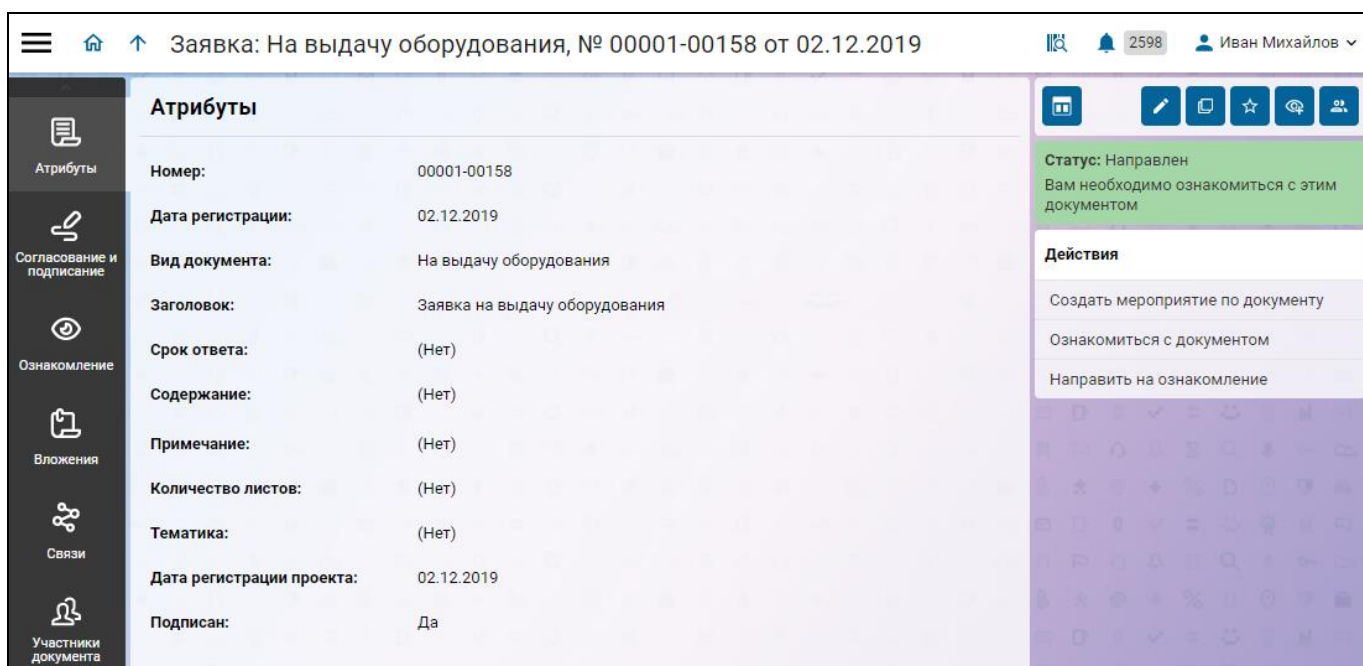 Заявка: На выдачу оборудования, № 00001-00158 от 02.12.2019
2598
Иван Михайлов
Атрибуты
Согласование и
подписание
Ознакомление
Вложения
Связи
Участники
документа
Атрибуты
Номер: 00001-00158
Дата регистрации: 02.12.2019
Вид документа: На выдачу оборудования
Заголовок: Заявка на выдачу оборудования
Срок ответа: (Нет)
Содержание: (Нет)
Примечание: (Нет)
Количество листов: (Нет)
Тематика: (Нет)
Дата регистрации проекта: 02.12.2019
Подписан: Да
Статус: Направлен
Вам необходимо ознакомиться с этим
документом
Действия
Создать мероприятие по документу
Ознакомиться с документом
Направить на ознакомление